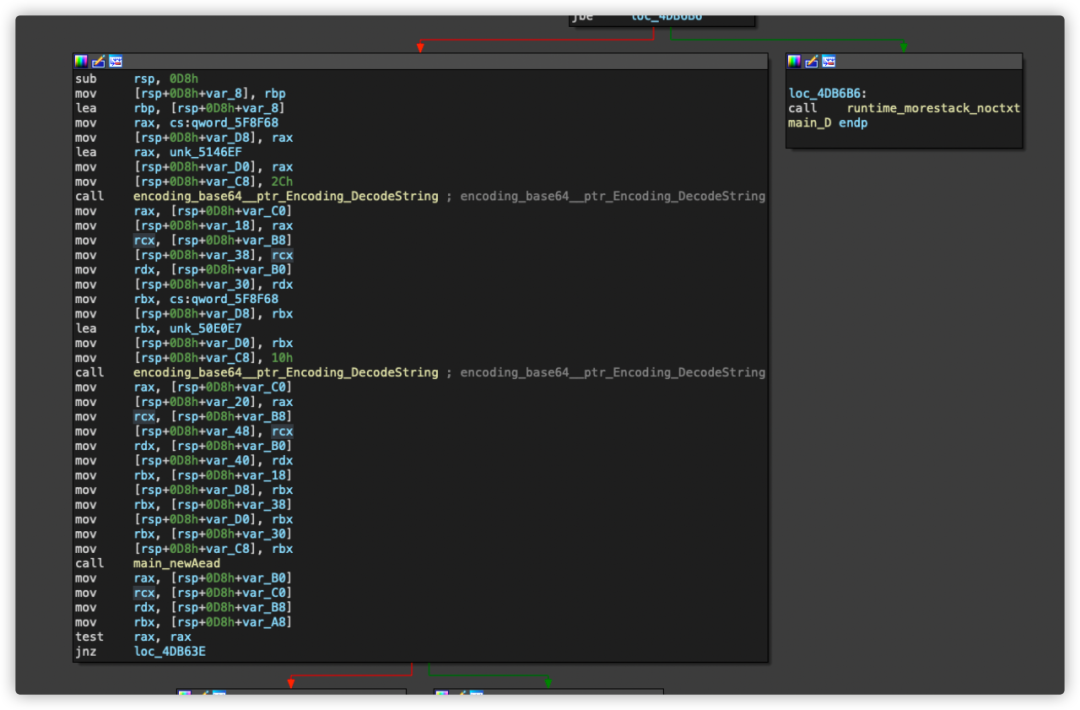 jbe loc_4DB6B6
sub rsp, 0D8h
mov [rsp+0D8h+var_8], rbp
lea rbp, [rsp+0D8h+var_8]
mov rax, cs:qword_5F8F68
mov [rsp+0D8h+var_D8], rax
lea rax, unk_5146EF
mov [rsp+0D8h+var_D0], rax
mov [rsp+0D8h+var_C8], 2Ch
call encoding_base64__ptr_Encoding_DecodeString ; encoding_base64__ptr_Encoding_DecodeString
mov rax, [rsp+0D8h+var_C0]
mov [rsp+0D8h+var_18], rax
mov rcx, [rsp+0D8h+var_B8]
mov [rsp+0D8h+var_38], rcx
mov rdx, [rsp+0D8h+var_B0]
mov [rsp+0D8h+var_30], rdx
mov rbx, cs:qword_5F8F68
mov [rsp+0D8h+var_D8], rbx
lea rbx, unk_50E0E7
mov [rsp+0D8h+var_D0], rbx
mov [rsp+0D8h+var_C8], 10h
call encoding_base64__ptr_Encoding_DecodeString ; encoding_base64__ptr_Encoding_DecodeString
mov rax, [rsp+0D8h+var_C0]
mov [rsp+0D8h+var_20], rax
mov rcx, [rsp+0D8h+var_B8]
mov [rsp+0D8h+var_48], rcx
mov rdx, [rsp+0D8h+var_B0]
mov [rsp+0D8h+var_40], rdx
mov rbx, [rsp+0D8h+var_18]
mov [rsp+0D8h+var_D8], rbx
mov rbx, [rsp+0D8h+var_38]
mov [rsp+0D8h+var_D0], rbx
mov rbx, [rsp+0D8h+var_30]
mov [rsp+0D8h+var_C8], rbx
call main_newAead
mov rax, [rsp+0D8h+var_B0]
mov rcx, [rsp+0D8h+var_C0]
mov rdx, [rsp+0D8h+var_B8]
mov rbx, [rsp+0D8h+var_A8]
test rax, rax
jnz loc_4DB63E
loc_4DB6B6:
call runtime_morestack_noctxt
main_D endp